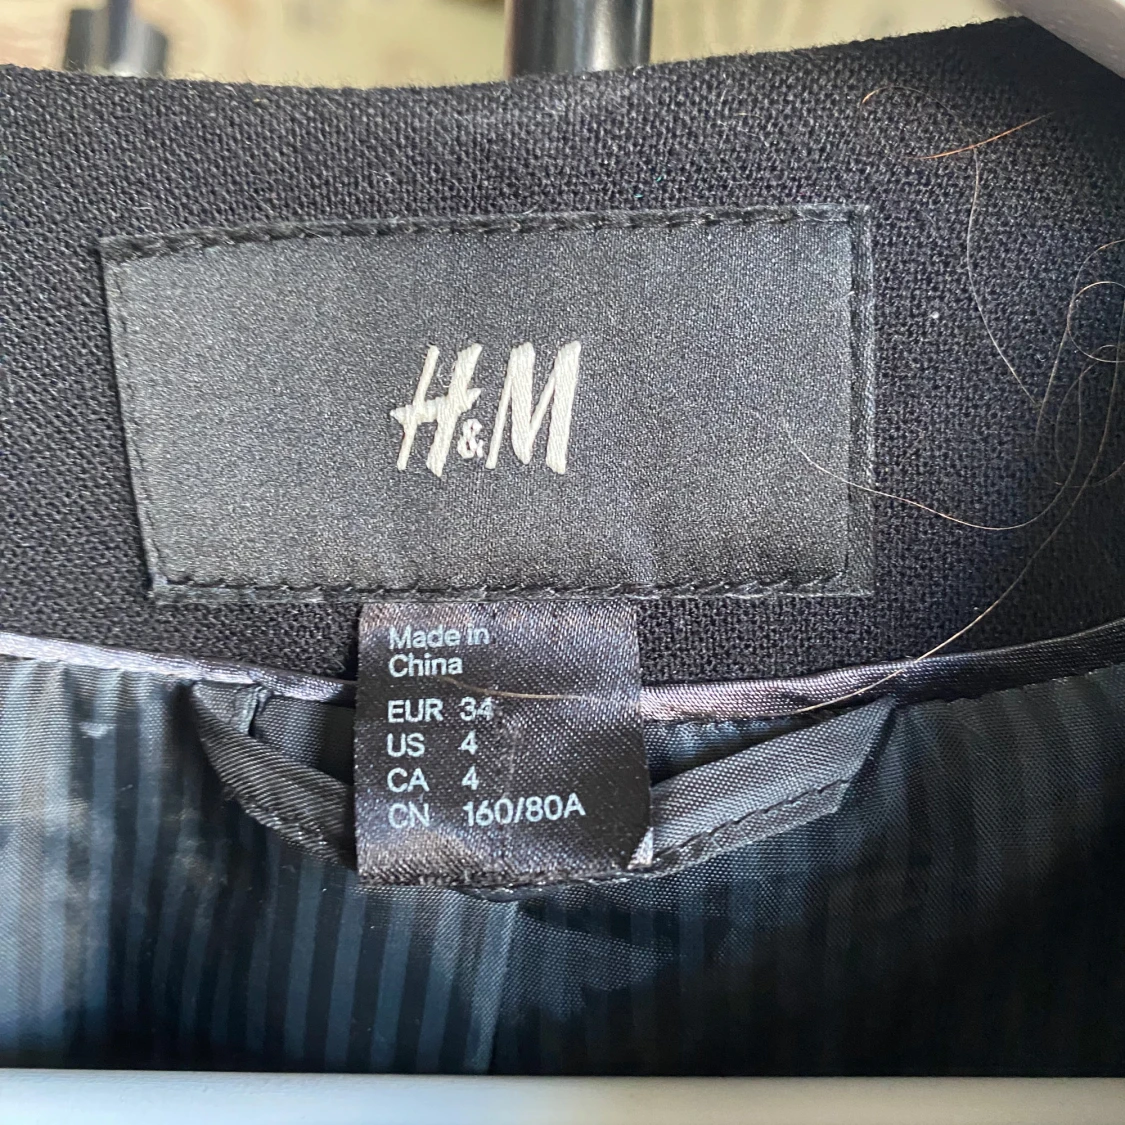 H&M
Made in
China
EUR 34
US 4
CA 4
CN 160/80A